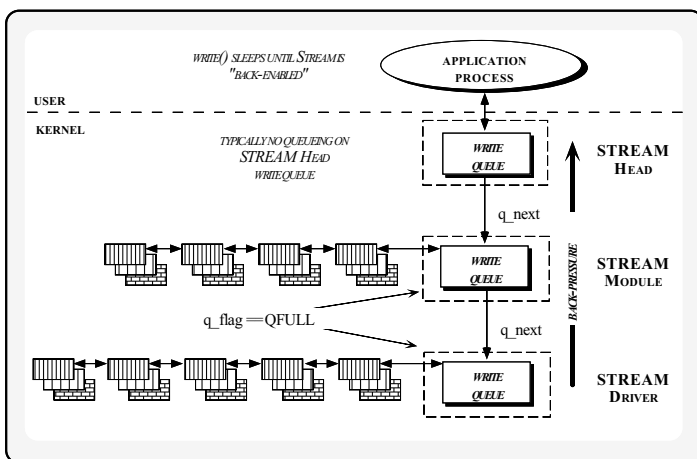 WRITE() SLEEPS UNTIL STREAM IS
"BACK-ENABLED"
APPLICATION
PROCESS
USER
KERNEL
TYPICALLY NO QUEUEING ON
STREAM HEAD
WRITE QUEUE
WRITE
QUEUE
STREAM
HEAD
q_next
WRITE
QUEUE
STREAM
MODULE
BACK-PRESSURE
q_flag == QFULL
q_next
WRITE
QUEUE
STREAM
DRIVER